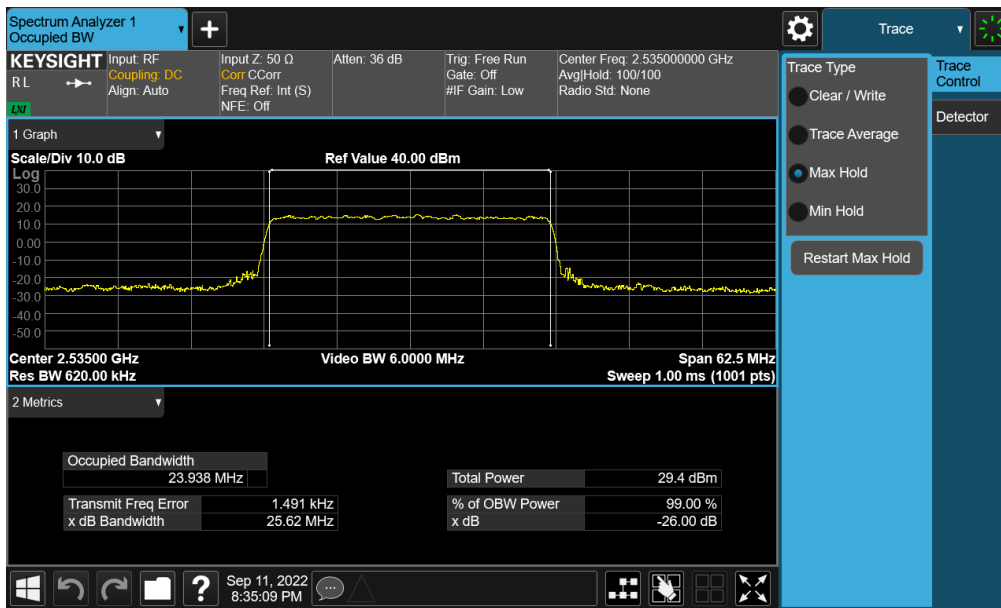 Spectrum Analyzer 1
Occupied BW
+
Trace
KEYSIGHT
R L
LXI
Input: RF
Coupling: DC
Align: Auto
Input Z: 50 Ω
Corr CCorr
Freq Ref: Int (S)
NFE: Off
Atten: 36 dB
Trig: Free Run
Gate: Off
#IF Gain: Low
Center Freq: 2.535000000 GHz
Avg|Hold: 100/100
Radio Std: None
Trace Type
Clear / Write
Trace Average
Max Hold
Min Hold
Restart Max Hold
Trace
Control
Detector
1 Graph
Scale/Div 10.0 dB
Ref Value 40.00 dBm
Log
30.0
20.0
10.0
0.00
-10.0
-20.0
-30.0
-40.0
-50.0
Center 2.53500 GHz
Video BW 6.0000 MHz
Span 62.5 MHz
Res BW 620.00 kHz
Sweep 1.00 ms (1001 pts)
2 Metrics
Occupied Bandwidth
23.938 MHz
Total Power 29.4 dBm
Transmit Freq Error 1.491 kHz
% of OBW Power 99.00 %
x dB Bandwidth 25.62 MHz
x dB -26.00 dB
?
Sep 11, 2022
8:35:09 PM